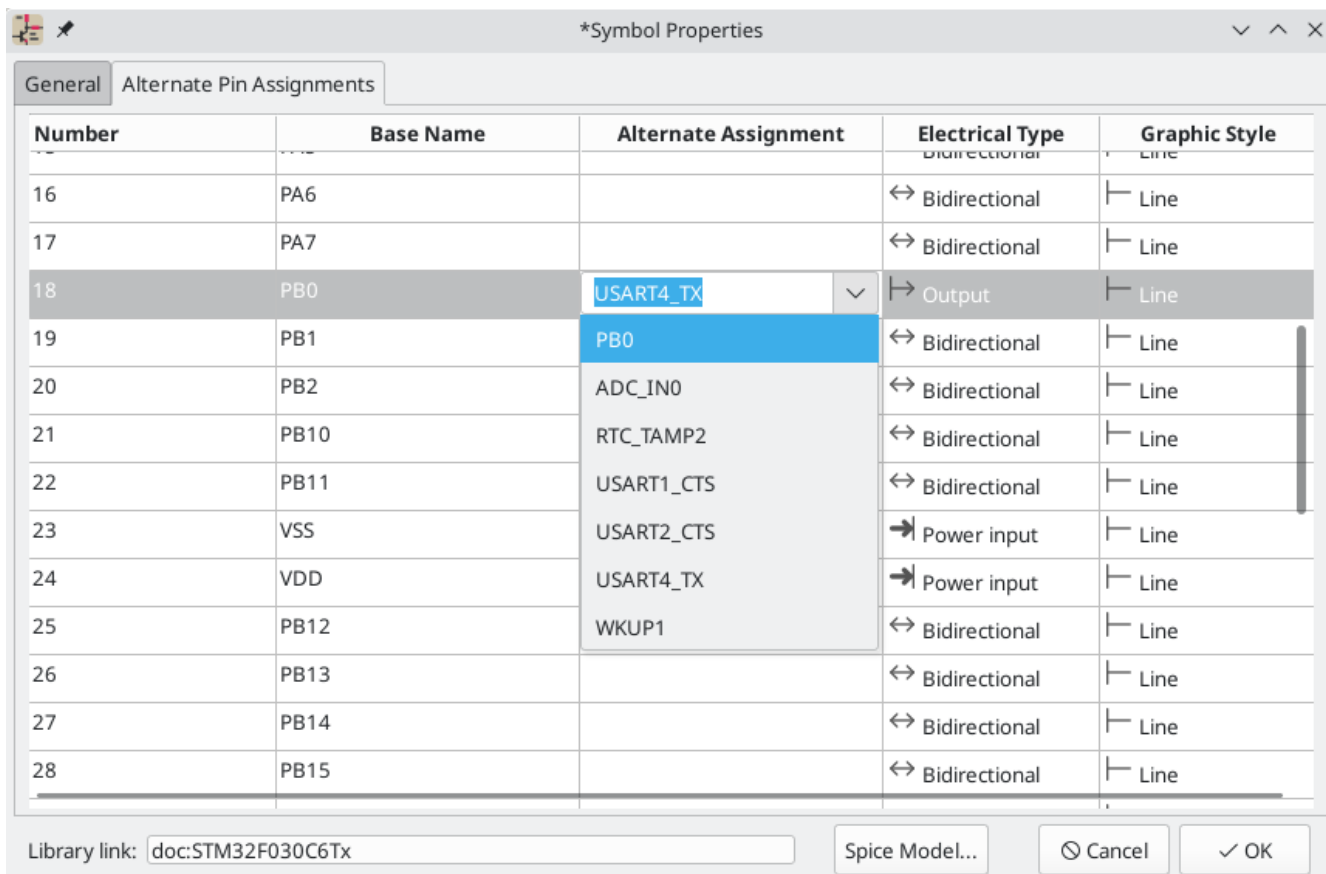 *Symbol Properties
General Alternate Pin Assignments
Number Base Name Alternate Assignment Electrical Type Graphic Style
Bidirectional Line
16 PA6 Bidirectional Line
17 PA7 Bidirectional Line
18 PB0 USART4_TX Output Line
19 PB1 PB0 Bidirectional Line
20 PB2 ADC_IN0 Bidirectional Line
21 PB10 RTC_TAMP2 Bidirectional Line
22 PB11 USART1_CTS Bidirectional Line
23 VSS USART2_CTS Power input Line
24 VDD USART4_TX Power input Line
25 PB12 WKUP1 Bidirectional Line
26 PB13 Bidirectional Line
27 PB14 Bidirectional Line
28 PB15 Bidirectional Line
Library link: doc:STM32F030C6Tx Spice Model... Cancel OK